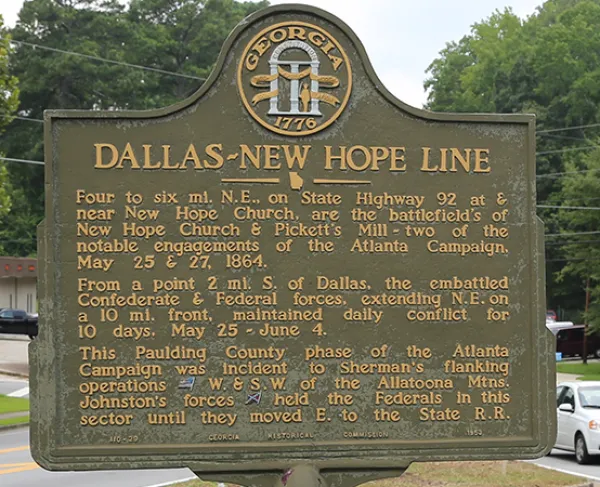 GEORGIA
1776
DALLAS-NEW HOPE LINE
Four to six mi. N.E., on State Highway 92 at &
near New Hope Church, are the battlefield's of
New Hope Church & Pickett's Mill - two of the
notable engagements of the Atlanta Campaign,
May 25 & 27, 1864.
From a point 2 mi. S. of Dallas, the embattled
Confederate & Federal forces, extending N.E. on
a 10 mi. front, maintained daily conflict for
10 days. May 25 - June 4.
This Paulding County phase of the Atlanta
Campaign was incident to Sherman's flanking
operations W. & S.W. of the Allatoona Mtns.
Johnston's forces held the Federals in this
sector until they moved E. to the State R.R.
110-20 GEORGIA HISTORICAL COMMISSION 1953